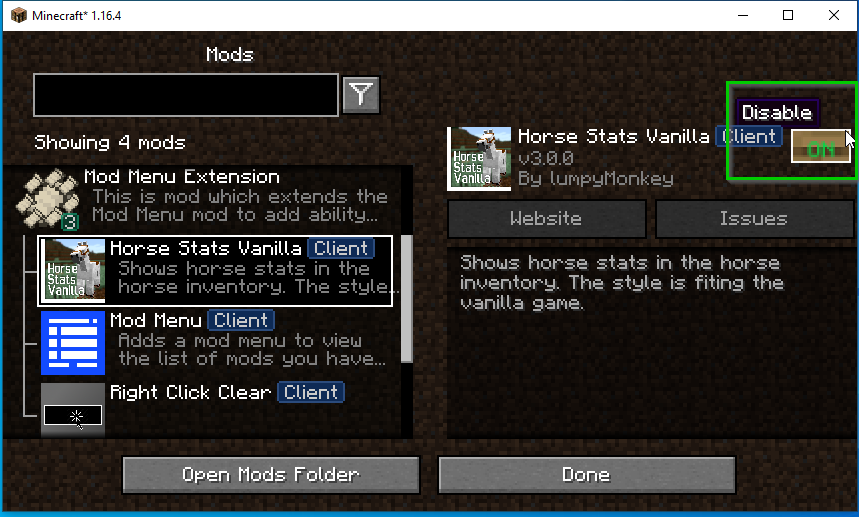 Minecraft* 1.16.4
Mods
Showing 4 mods
Mod Menu Extension
This is mod which extends the
Mod Menu mod to add ability...
3
Horse Stats Vanilla Client
Shows horse stats in the
horse inventory. The style...
Horse
Stats
Vanilla
Mod Menu Client
Adds a mod menu to view
the list of mods you have...
Right Click Clear Client
Open Mods Folder
Disable
Horse Stats Vanilla Client
ON
v3.0.0
By lumpyMonkey
Horse
Stats
Vanilla
Website
Issues
Shows horse stats in the horse
inventory. The style is fiting the
vanilla game.
Done